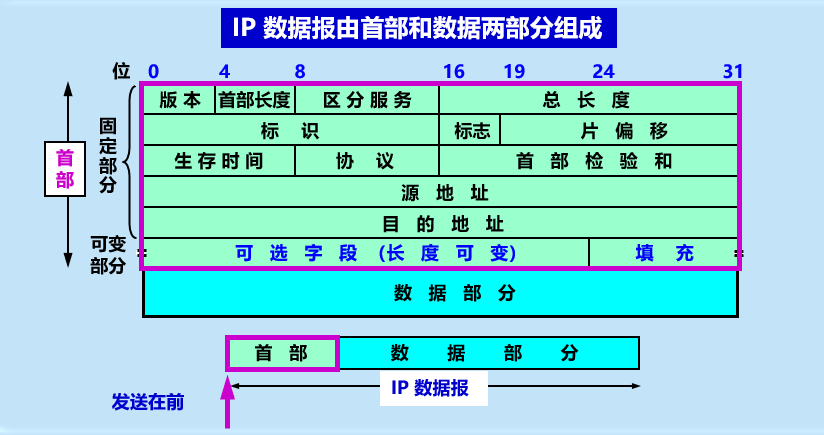 IP 数据报由首部和数据两部分组成
位 0 4 8 16 19 24 31
版本 首部长度 区分服务 总长度
标识 标志 片偏移
生存时间 协议 首部检验和
源地址
目的地址
可选字段 (长度可变) 填充
数据部分
首部
固定部分
可变
部分
首部 数据部分
IP 数据报
发送在前